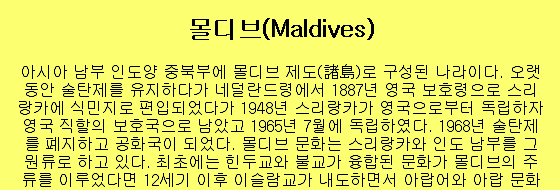 몰디브(Maldives)
아시아 남부 인도양 중북부에 몰디브 제도(諸島)로 구성된 나라이다. 오랫
동안 술탄제를 유지하다가 네덜란드령에서 1887년 영국 보호령으로 스리
랑카에 식민지로 편입되었다가 1948년 스리랑카가 영국으로부터 독립하자
영국 직할의 보호국으로 남았고 1965년 7월에 독립하였다. 1968년 술탄제
를 폐지하고 공화국이 되었다. 몰디브 문화는 스리랑카와 인도 남부를 그
원류로 하고 있다. 최초에는 힌두교와 불교가 융합된 문화가 몰디브의 주
류를 이루었다면 12세기 이후 이슬람교가 내도하면서 아랍어와 아랍 문화